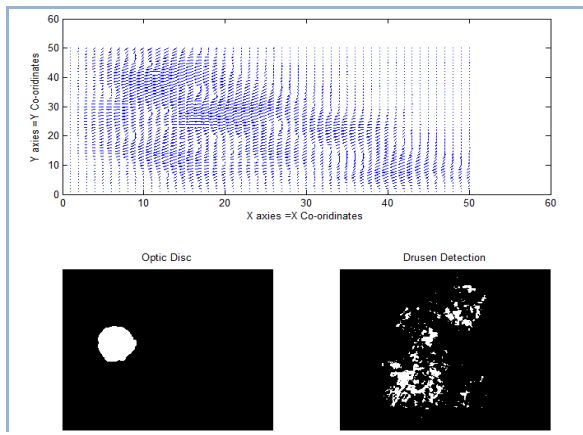 60
50
40
30
20
10
0
Y axies =Y Co-oridinates
0 10 20 30 40 50 60
X axies =X Co-oridinates
Optic Disc Drusen Detection